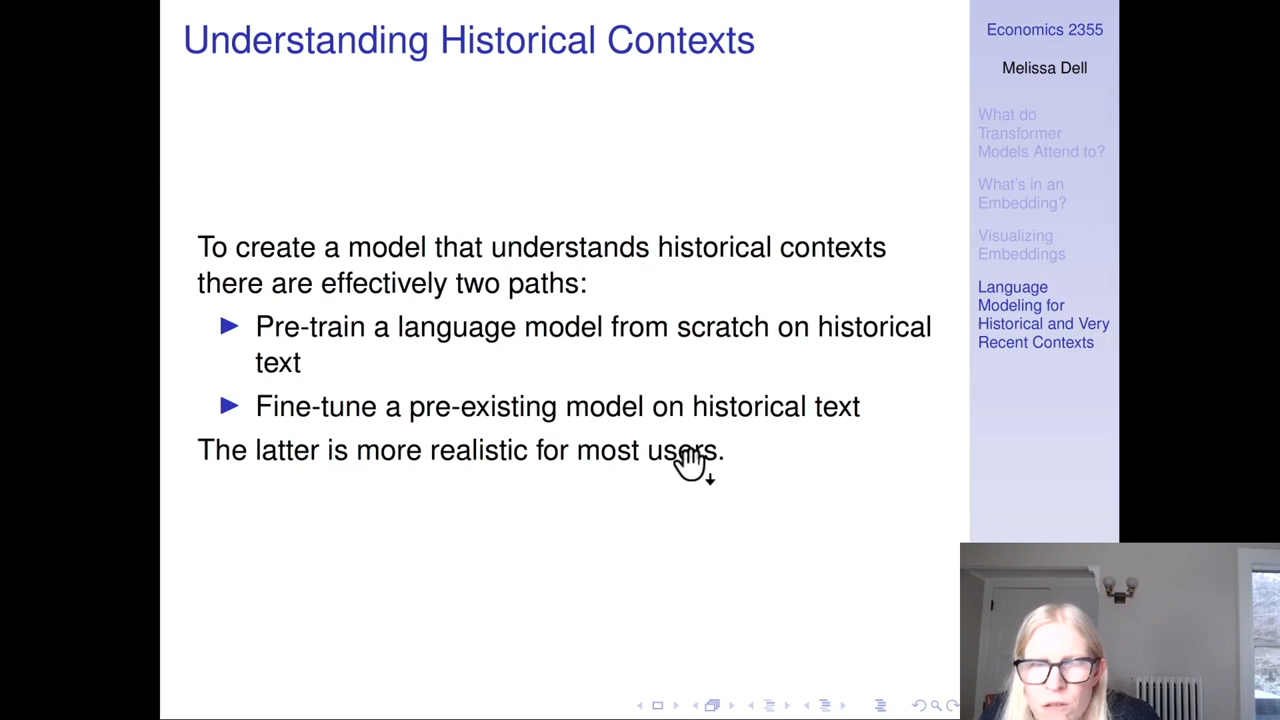 Understanding Historical Contexts
To create a model that understands historical contexts
there are effectively two paths:
Pre-train a language model from scratch on historical
text
Fine-tune a pre-existing model on historical text
The latter is more realistic for most users.
Economics 2355
Melissa Dell
What do
Transformer
Models Attend to?
What's in an
Embedding?
Visualizing
Embeddings
Language
Modeling for
Historical and Very
Recent Contexts